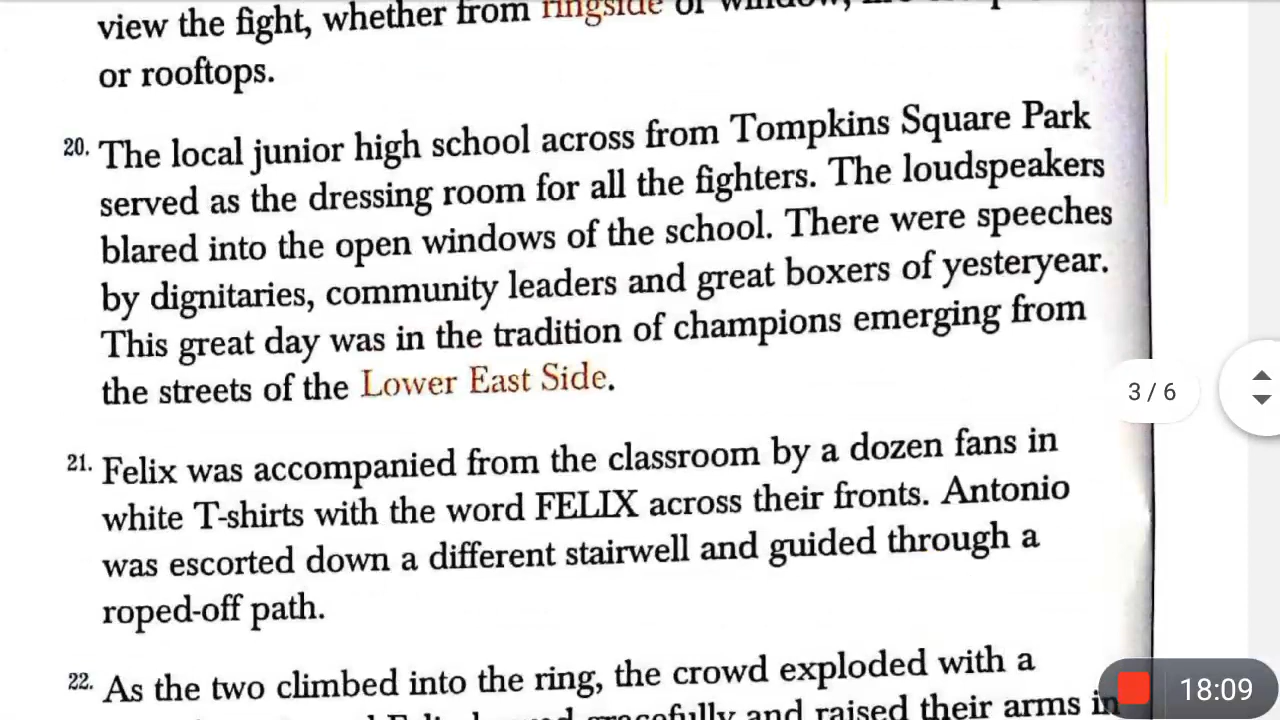 view the fight, whether from ringside or window,
or rooftops.
20. The local junior high school across from Tompkins Square Park
served as the dressing room for all the fighters. The loudspeakers
blared into the open windows of the school. There were speeches
by dignitaries, community leaders and great boxers of yesteryear.
This great day was in the tradition of champions emerging from
the streets of the Lower East Side.
3 / 6
21. Felix was accompanied from the classroom by a dozen fans in
white T-shirts with the word FELIX across their fronts. Antonio
was escorted down a different stairwell and guided through a
roped-off path.
22. As the two climbed into the ring, the crowd exploded with a
gracefully and raised their arms in
18:09